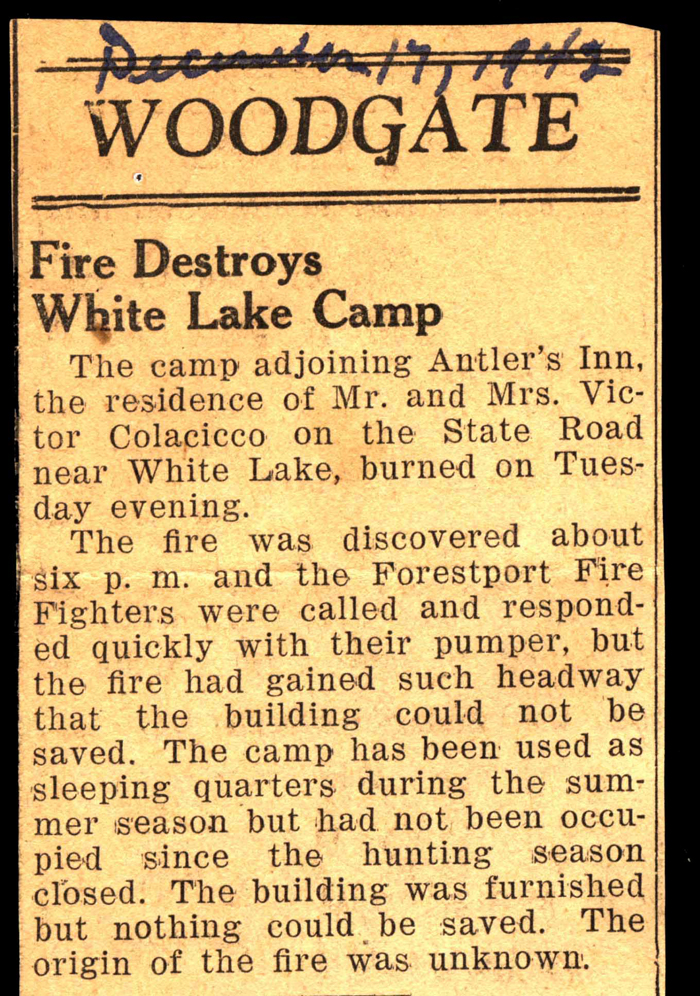 December 17, 1942
WOODGATE
Fire Destroys
White Lake Camp
The camp adjoining Antler's Inn,
the residence of Mr. and Mrs. Vic-
tor Colacicco on the State Road
near White Lake, burned on Tues-
day evening.
The fire was discovered about
six p. m. and the Forestport Fire
Fighters were called and respond-
ed quickly with their pumper, but
the fire had gained such headway
that the building could not be
saved. The camp has been used as
sleeping quarters during the sum-
mer season but had not been occu-
pied since the hunting season
closed. The building was furnished
but nothing could be saved. The
origin of the fire was unknown.